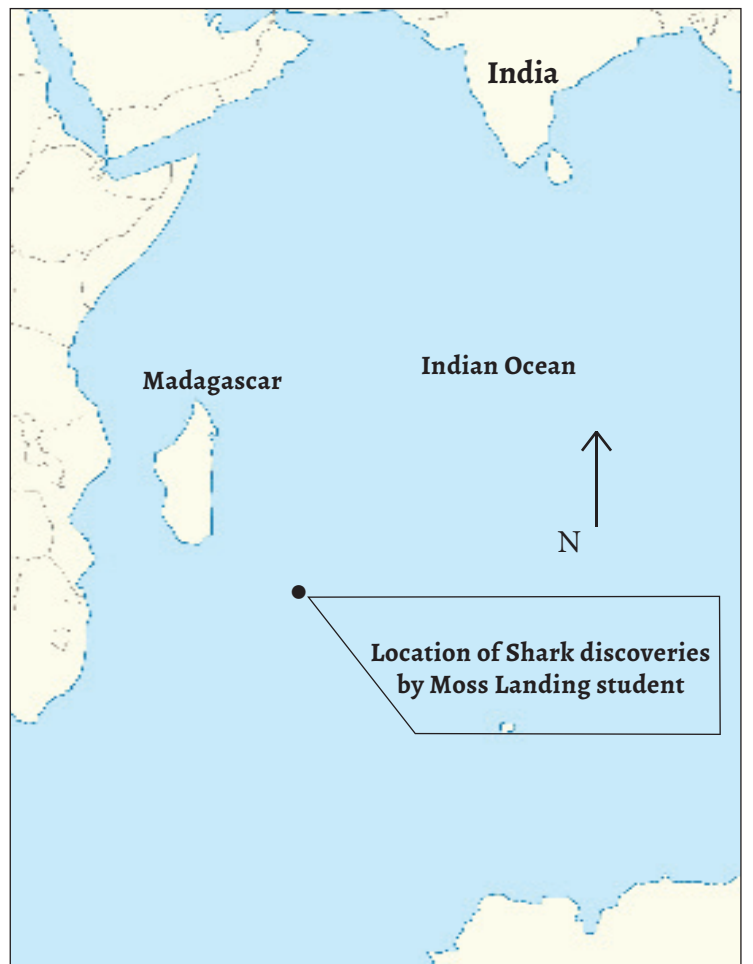 India
Madagascar
Indian Ocean
N
Location of Shark discoveries
by Moss Landing student